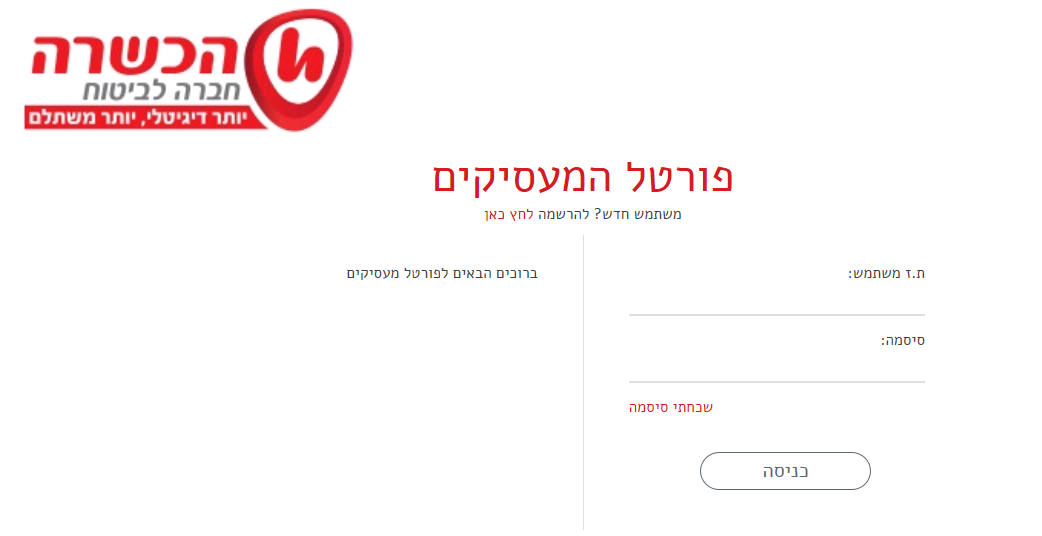 הכשרה
חברה לביטוח
יותר דיגיטלי, יותר משתלם
פורטל המעסיקים
משתמש חדש? להרשמה לחץ כאן
ת.ז משתמש:
סיסמה:
שכחתי סיסמה
כניסה
ברוכים הבאים לפורטל מעסיקים